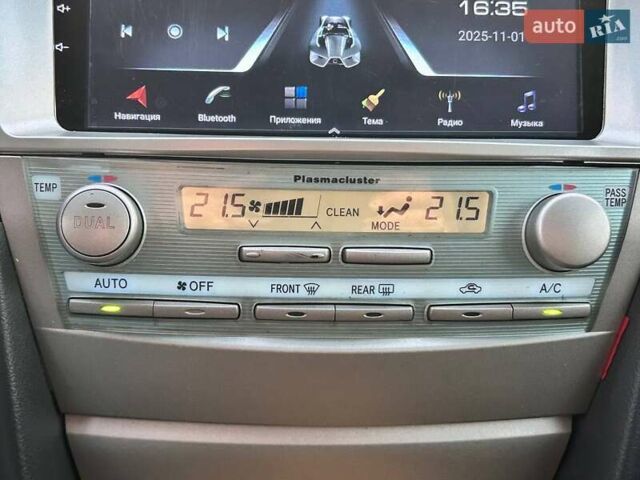 16:35
auto RIA .com
2025-11-01
Навигация Bluetooth Приложения Тема Радио Музыка
Plasmacluster
TEMP PASS TEMP
DUAL 21.5 CLEAN MODE 21.5
AUTO OFF FRONT REAR A/C